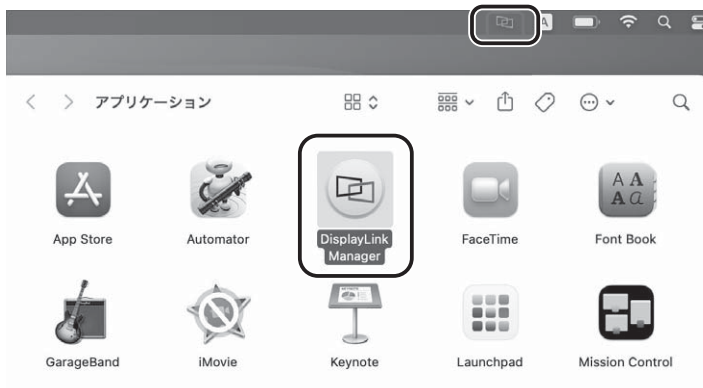 A
アプリケーション
App Store
Automator
DisplayLink
Manager
FaceTime
A A
A a
Font Book
GarageBand
iMovie
Keynote
Launchpad
Mission Control